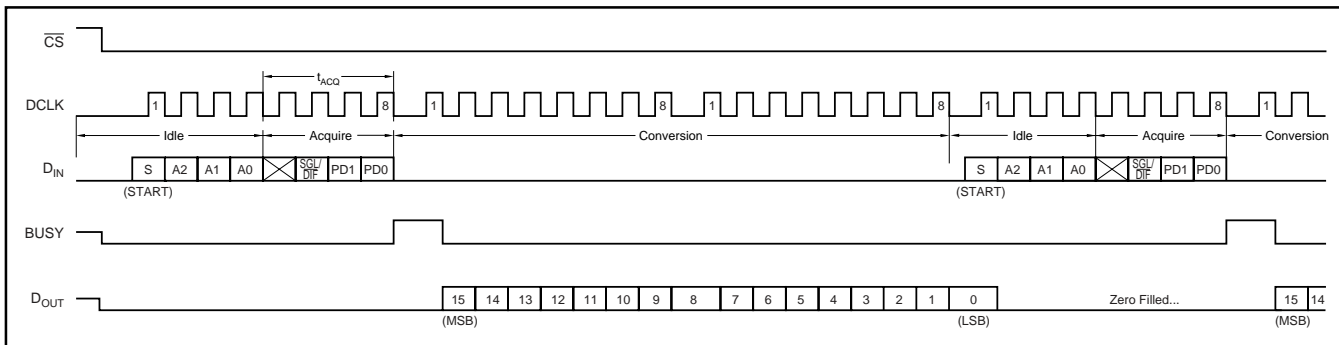 CS
tACQ
DCLK 1 8 1 8 1 8 1 8 1
Idle Acquire Conversion Idle Acquire Conversion
DIN S A2 A1 A0 SGL/DIF PD1 PD0 S A2 A1 A0 SGL/DIF PD1 PD0
(START) (START)
BUSY
DOUT 15 14 13 12 11 10 9 8 7 6 5 4 3 2 1 0 Zero Filled... 15 14
(MSB) (LSB) (MSB)